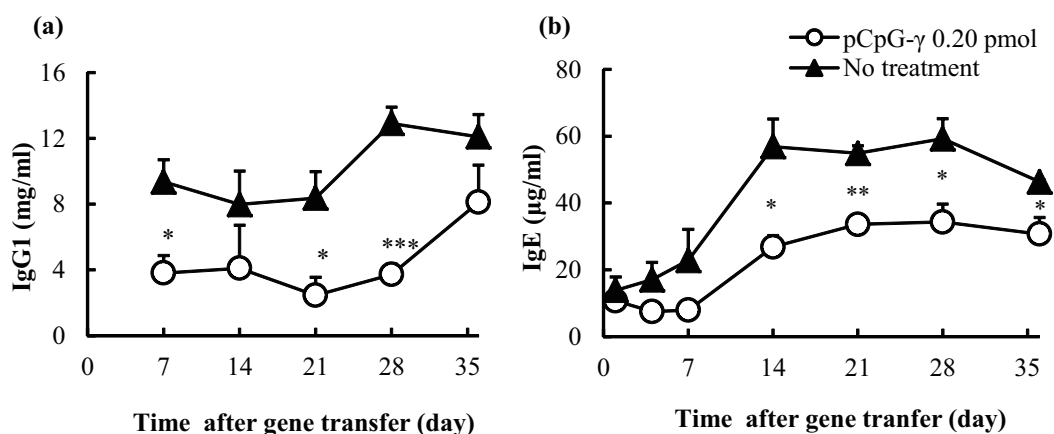 (a)
IgG1 (mg/ml)
16
12
8
4
0
*
*
***
0 7 14 21 28 35
Time after gene transfer (day)
(b)
pCpG-γ 0.20 pmol
No treatment
IgE (µg/ml)
80
60
40
20
0
*
**
*
*
0 7 14 21 28 35
Time after gene tranfer (day)